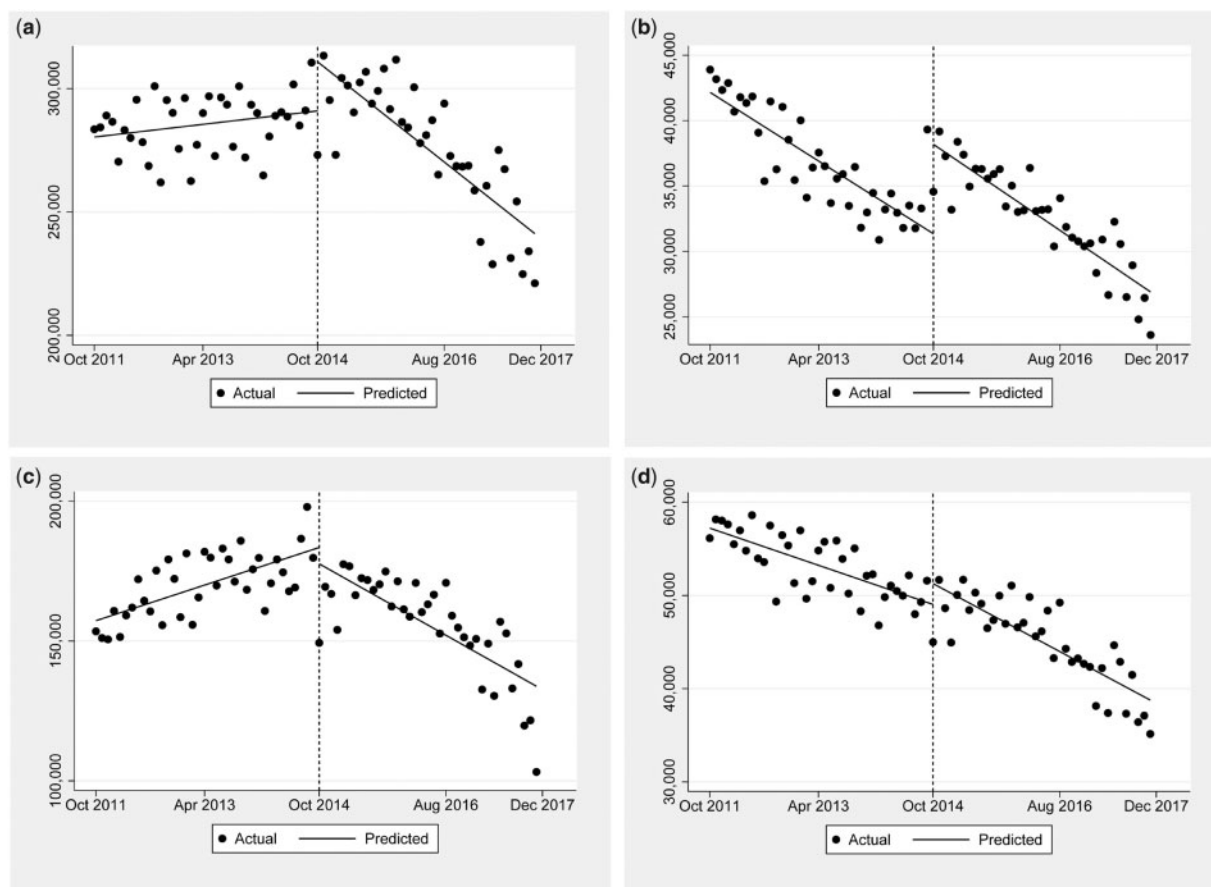 (a)
300,000
250,000
200,000
Oct 2011 Apr 2013 Oct 2014 Aug 2016 Dec 2017
Actual Predicted
(b)
45,000
40,000
35,000
30,000
25,000
Oct 2011 Apr 2013 Oct 2014 Aug 2016 Dec 2017
Actual Predicted
(c)
200,000
150,000
100,000
Oct 2011 Apr 2013 Oct 2014 Aug 2016 Dec 2017
Actual Predicted
(d)
60,000
50,000
40,000
30,000
Oct 2011 Apr 2013 Oct 2014 Aug 2016 Dec 2017
Actual Predicted